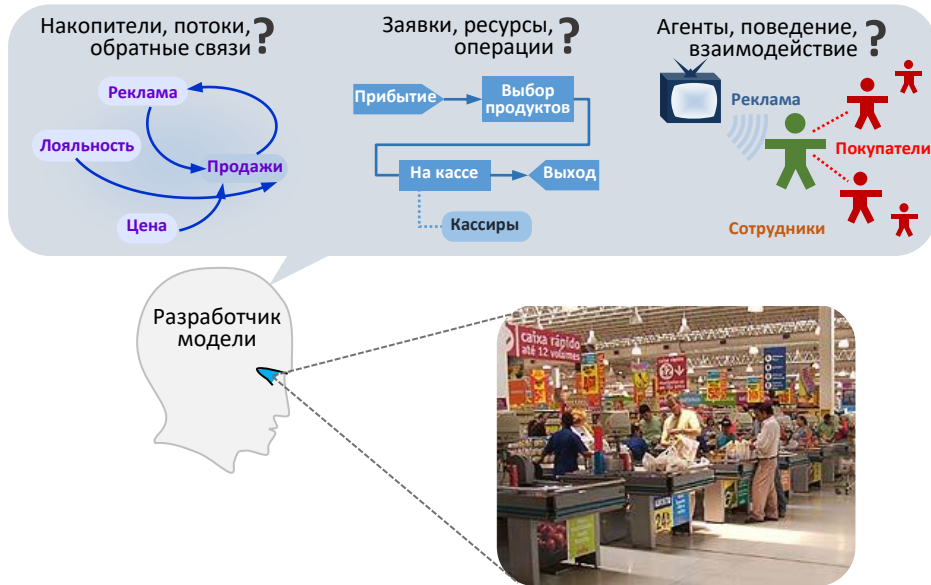 Накопители, потоки,
обратные связи ?
Реклама
Лояльность
Продажи
Цена
Заявки, ресурсы,
операции ?
Прибытие
Выбор
продуктов
На кассе
Выход
Кассиры
Агенты, поведение,
взаимодействие ?
Реклама
Покупатели
Сотрудники
Разработчик
модели
caixa rápido
até 12 volumes